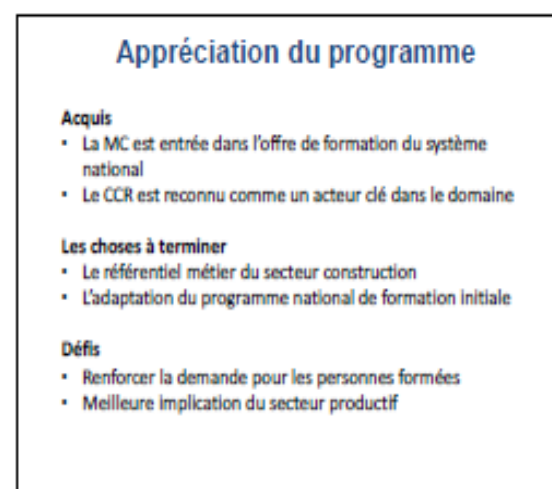 Appréciation du programme
Acquis
• La MC est entrée dans l'offre de formation du système
national
• Le CCR est reconnu comme un acteur clé dans le domaine
Les choses à terminer
• Le référentiel métier du secteur construction
• L'adaptation du programme national de formation initiale
Défis
• Renforcer la demande pour les personnes formées
• Meilleure implication du secteur productif